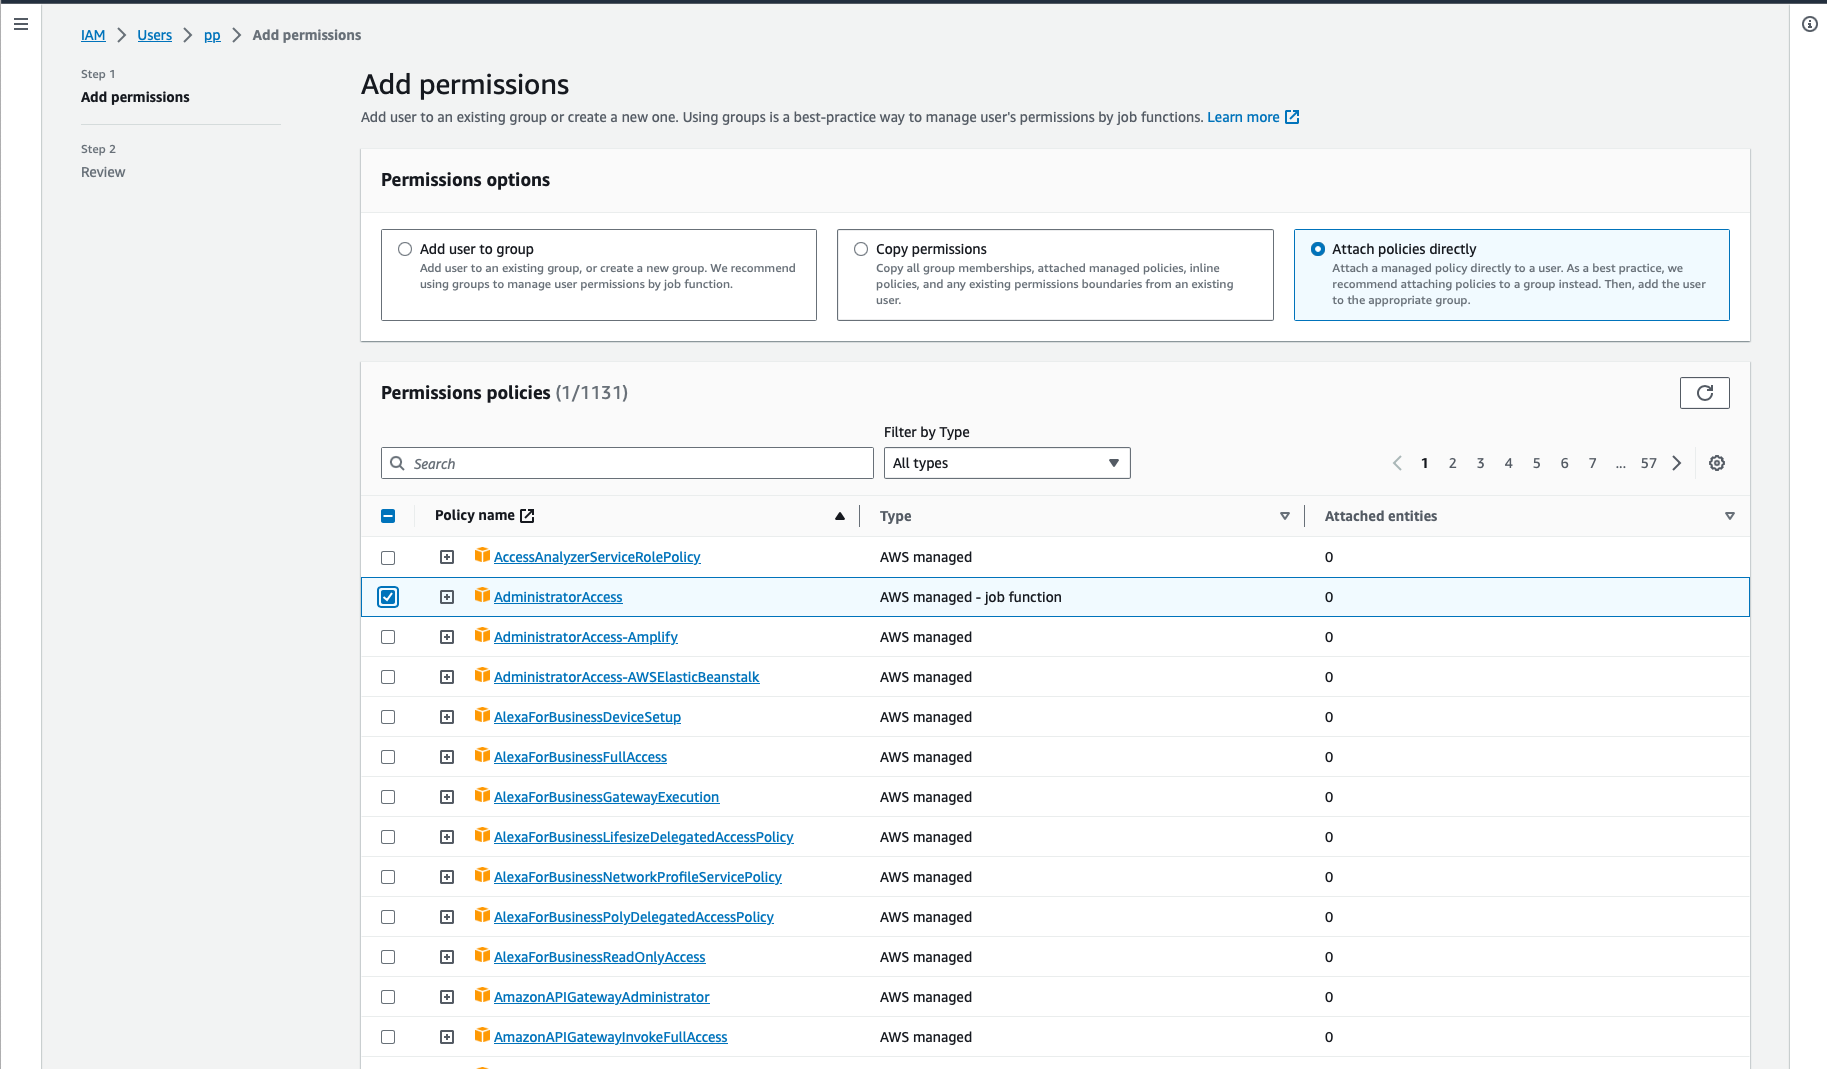 IAM > Users > pp > Add permissions
Step 1
Add permissions
Step 2
Review
Add permissions
Add user to an existing group or create a new one. Using groups is a best-practice way to manage user's permissions by job functions. Learn more
Permissions options
Add user to group
Add user to an existing group, or create a new group. We recommend
using groups to manage user permissions by job function.
Copy permissions
Copy all group memberships, attached managed policies, inline
policies, and any existing permissions boundaries from an existing
user.
Attach policies directly
Attach a managed policy directly to a user. As a best practice, we
recommend attaching policies to a group instead. Then, add the user
to the appropriate group.
Permissions policies (1/1131)
Filter by Type
Search
All types
1 2 3 4 5 6 7 ... 57
Policy name Type Attached entities
AccessAnalyzerServiceRolePolicy AWS managed 0
AdministratorAccess AWS managed - job function 0
AdministratorAccess-Amplify AWS managed 0
AdministratorAccess-AWSElasticBeanstalk AWS managed 0
AlexaForBusinessDeviceSetup AWS managed 0
AlexaForBusinessFullAccess AWS managed 0
AlexaForBusinessGatewayExecution AWS managed 0
AlexaForBusinessLifesizeDelegatedAccessPolicy AWS managed 0
AlexaForBusinessNetworkProfileServicePolicy AWS managed 0
AlexaForBusinessPolyDelegatedAccessPolicy AWS managed 0
AlexaForBusinessReadOnlyAccess AWS managed 0
AmazonAPIGatewayAdministrator AWS managed 0
AmazonAPIGatewayInvokeFullAccess AWS managed 0